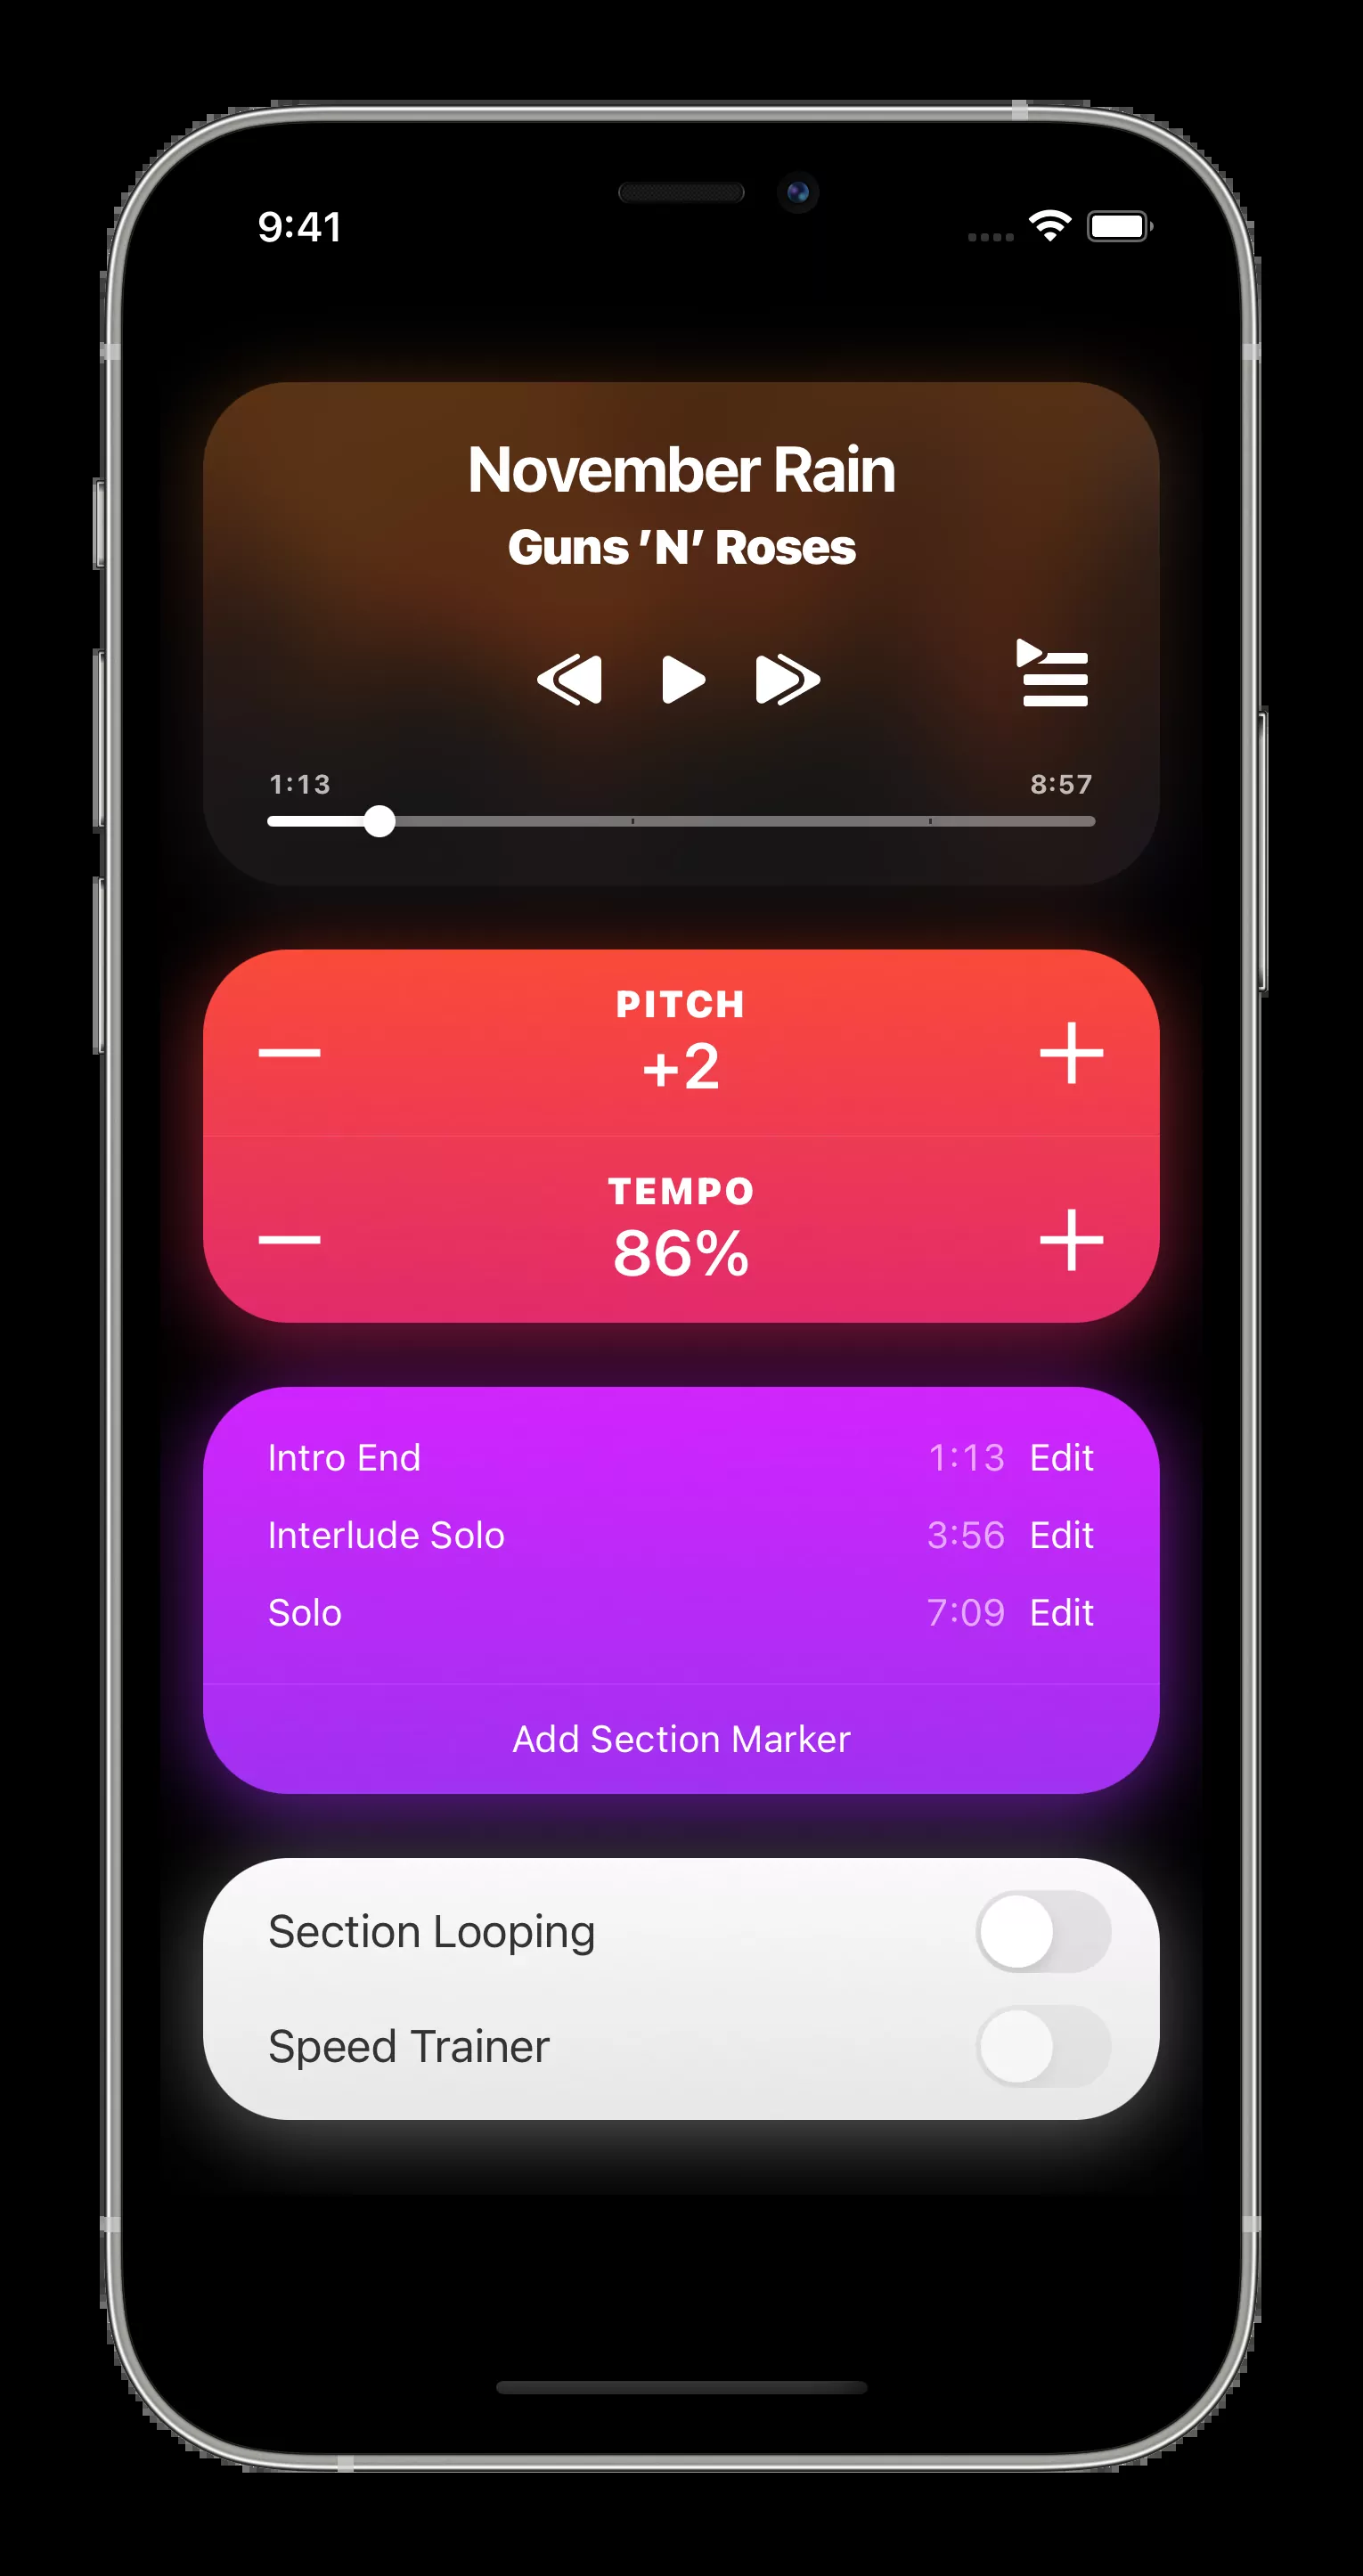 9:41
November Rain
Guns ’N’ Roses
1:13 8:57
PITCH
+2
TEMPO
86%
Intro End 1:13 Edit
Interlude Solo 3:56 Edit
Solo 7:09 Edit
Add Section Marker
Section Looping
Speed Trainer